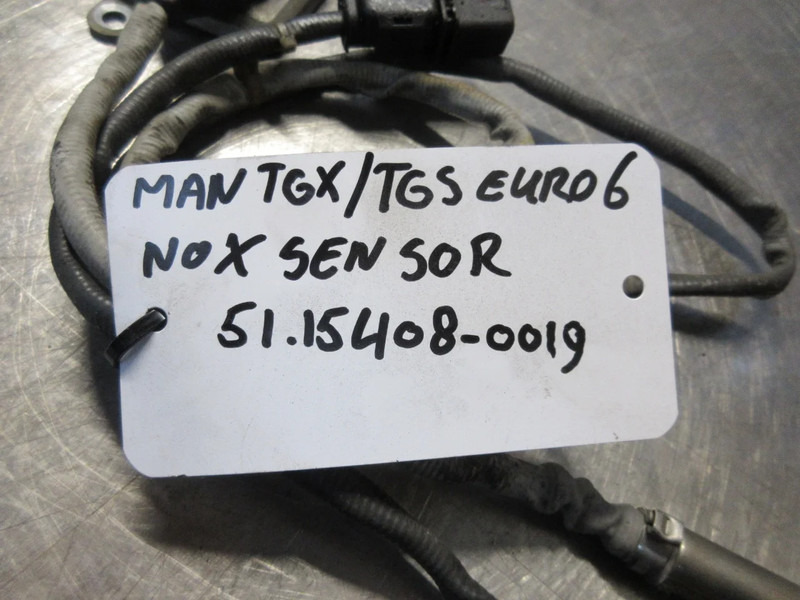 MAN TGX/TGS EURO6
NOX SENSOR
51.15408-0019